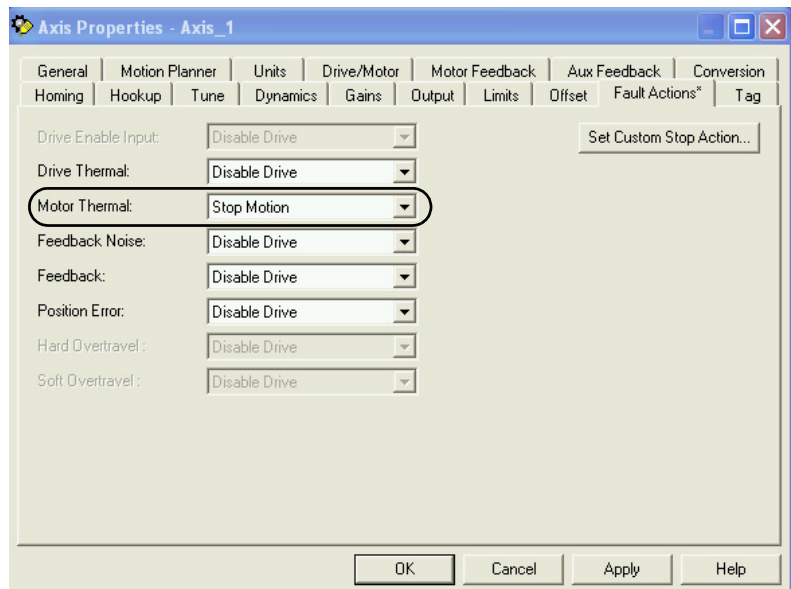 Axis Properties - Axis_1
General Motion Planner Units Drive/Motor Motor Feedback Aux Feedback Conversion
Homing Hookup Tune Dynamics Gains Output Limits Offset Fault Actions* Tag
Drive Enable Input: Disable Drive Set Custom Stop Action...
Drive Thermal: Disable Drive
Motor Thermal: Stop Motion
Feedback Noise: Disable Drive
Feedback: Disable Drive
Position Error: Disable Drive
Hard Overtravel : Disable Drive
Soft Overtravel : Disable Drive
OK Cancel Apply Help